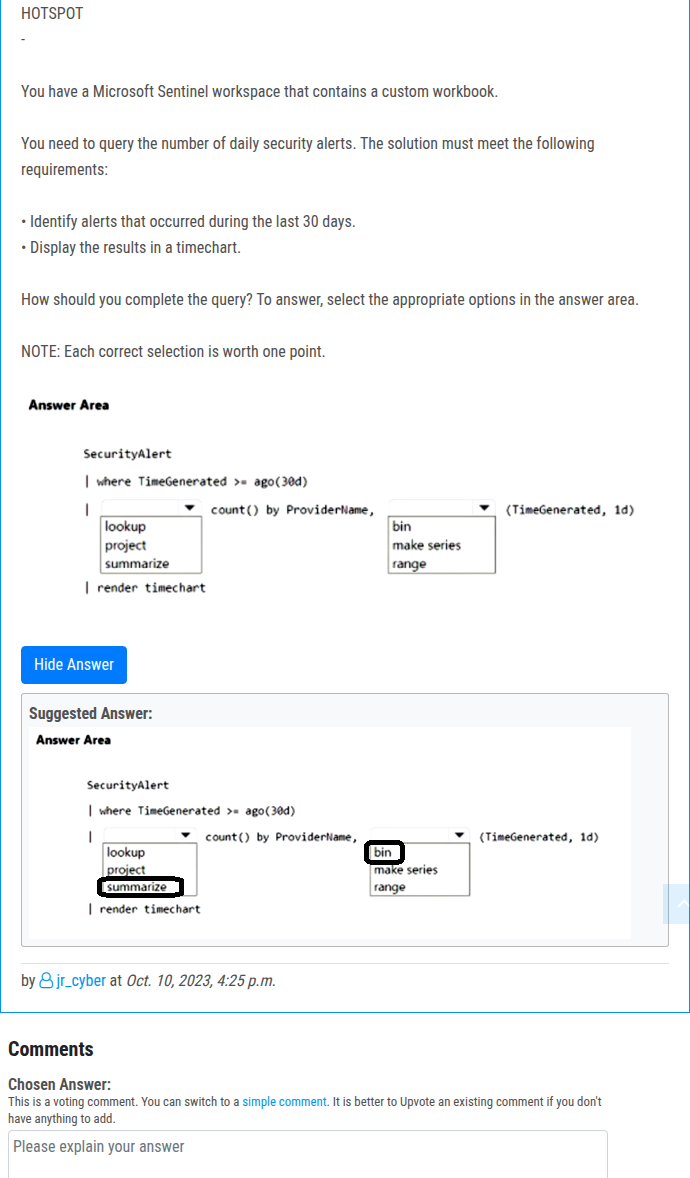 HOTSPOT
-
You have a Microsoft Sentinel workspace that contains a custom workbook.
You need to query the number of daily security alerts. The solution must meet the following
requirements:
• Identify alerts that occurred during the last 30 days.
• Display the results in a timechart.
How should you complete the query? To answer, select the appropriate options in the answer area.
NOTE: Each correct selection is worth one point.
Answer Area
SecurityAlert
| where TimeGenerated >= ago(30d)
| count() by ProviderName, (TimeGenerated, 1d)
lookup bin
project make series
summarize range
| render timechart
Hide Answer
Suggested Answer:
Answer Area
SecurityAlert
| where TimeGenerated >= ago(30d)
| count() by ProviderName, (TimeGenerated, 1d)
lookup bin
project make series
summarize range
| render timechart
by jr_cyber at Oct. 10, 2023, 4:25 p.m.
Comments
Chosen Answer:
This is a voting comment. You can switch to a simple comment. It is better to Upvote an existing comment if you don't
have anything to add.
Please explain your answer